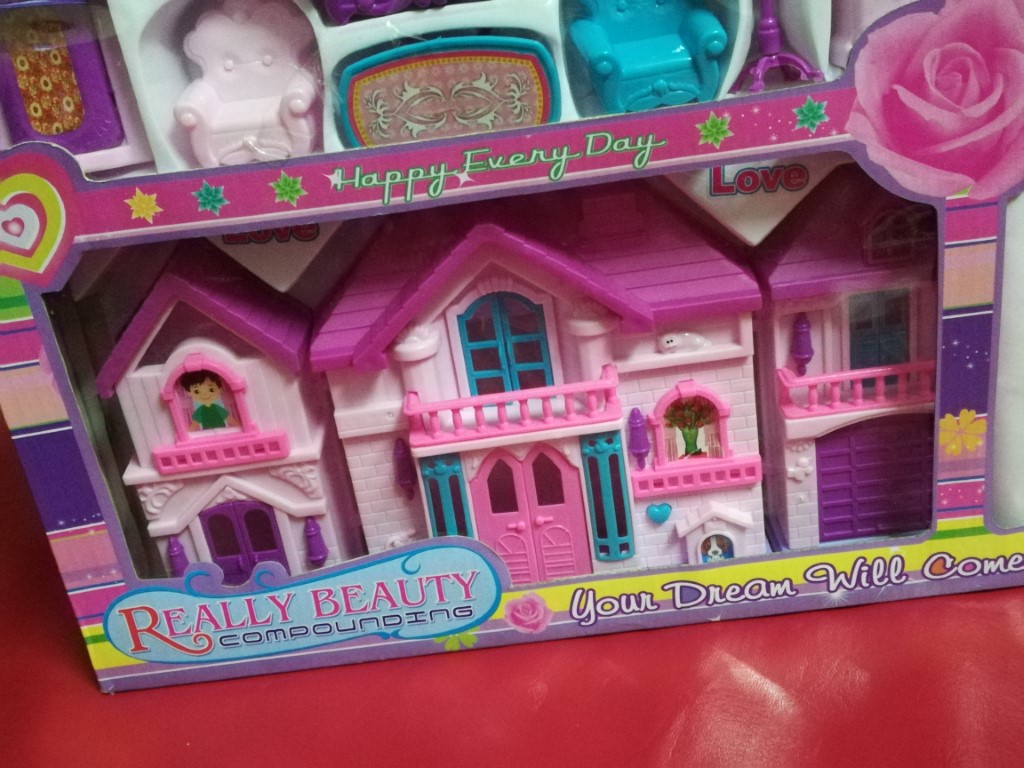 Happy Every Day
Love
Love
REALLY BEAUTY
COMPOUNDING
Your Dream Will Come